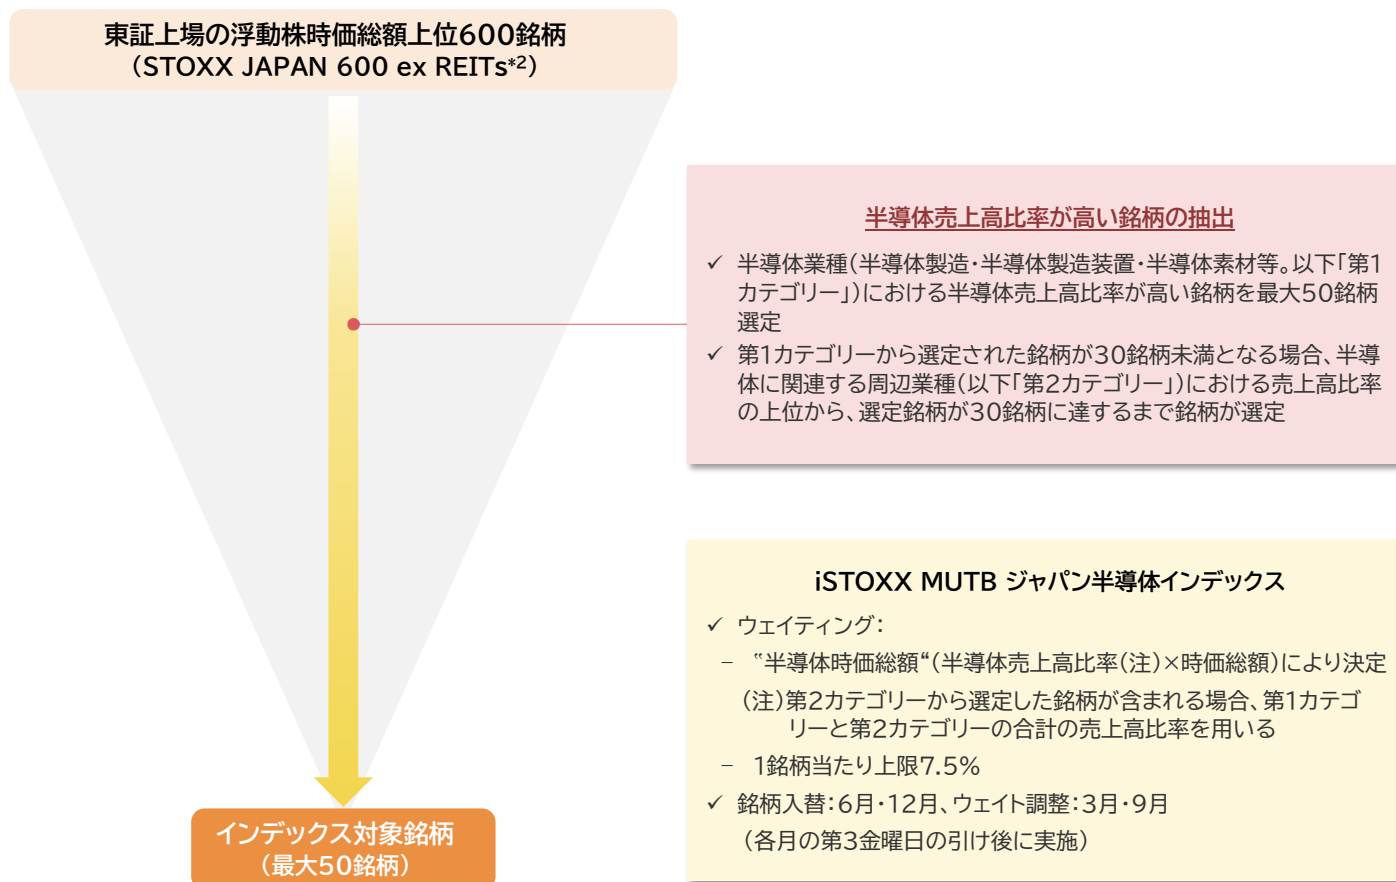 東証上場の浮動株時価総額上位600銘柄
（STOXX JAPAN 600 ex REITs*2）
半導体売上高比率が高い銘柄の抽出
✓ 半導体業種（半導体製造・半導体製造装置・半導体素材等。以下「第1
カテゴリー」）における半導体売上高比率が高い銘柄を最大50銘柄
選定
✓ 第1カテゴリーから選定された銘柄が30銘柄未満となる場合、半導
体に関連する周辺業種（以下「第2カテゴリー」）における売上高比率
の上位から、選定銘柄が30銘柄に達するまで銘柄が選定
iSTOXX MUTB ジャパン半導体インデックス
✓ ウェイティング：
− “半導体時価総額“（半導体売上高比率（注）×時価総額）により決定
（注）第2カテゴリーから選定した銘柄が含まれる場合、第1カテゴ
リーと第2カテゴリーの合計の売上高比率を用いる
− 1銘柄当たり上限7.5%
✓ 銘柄入替：6月・12月、ウェイト調整：3月・9月
（各月の第3金曜日の引け後に実施）
インデックス対象銘柄
（最大50銘柄）